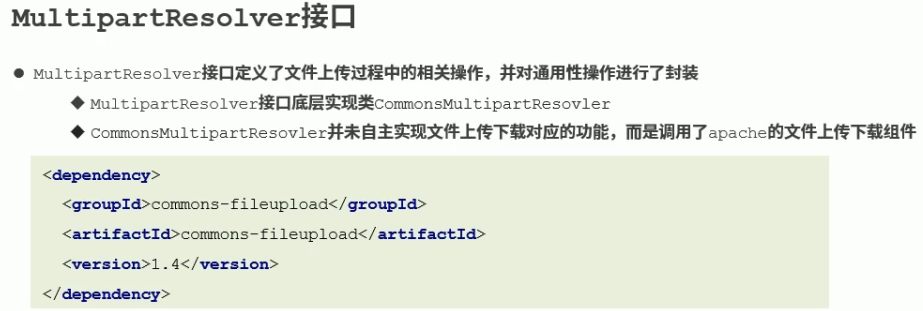 MultipartResolver接口
● MultipartResolver接口定义了文件上传过程中的相关操作，并对通用性操作进行了封装
◆ MultipartResolver接口底层实现类CommonsMultipartResovler
◆ CommonsMultipartResovler并未自主实现文件上传下载对应的功能，而是调用了apache的文件上传下载组件
<dependency>
<groupId>commons-fileupload</groupId>
<artifactId>commons-fileupload</artifactId>
<version>1.4</version>
</dependency>